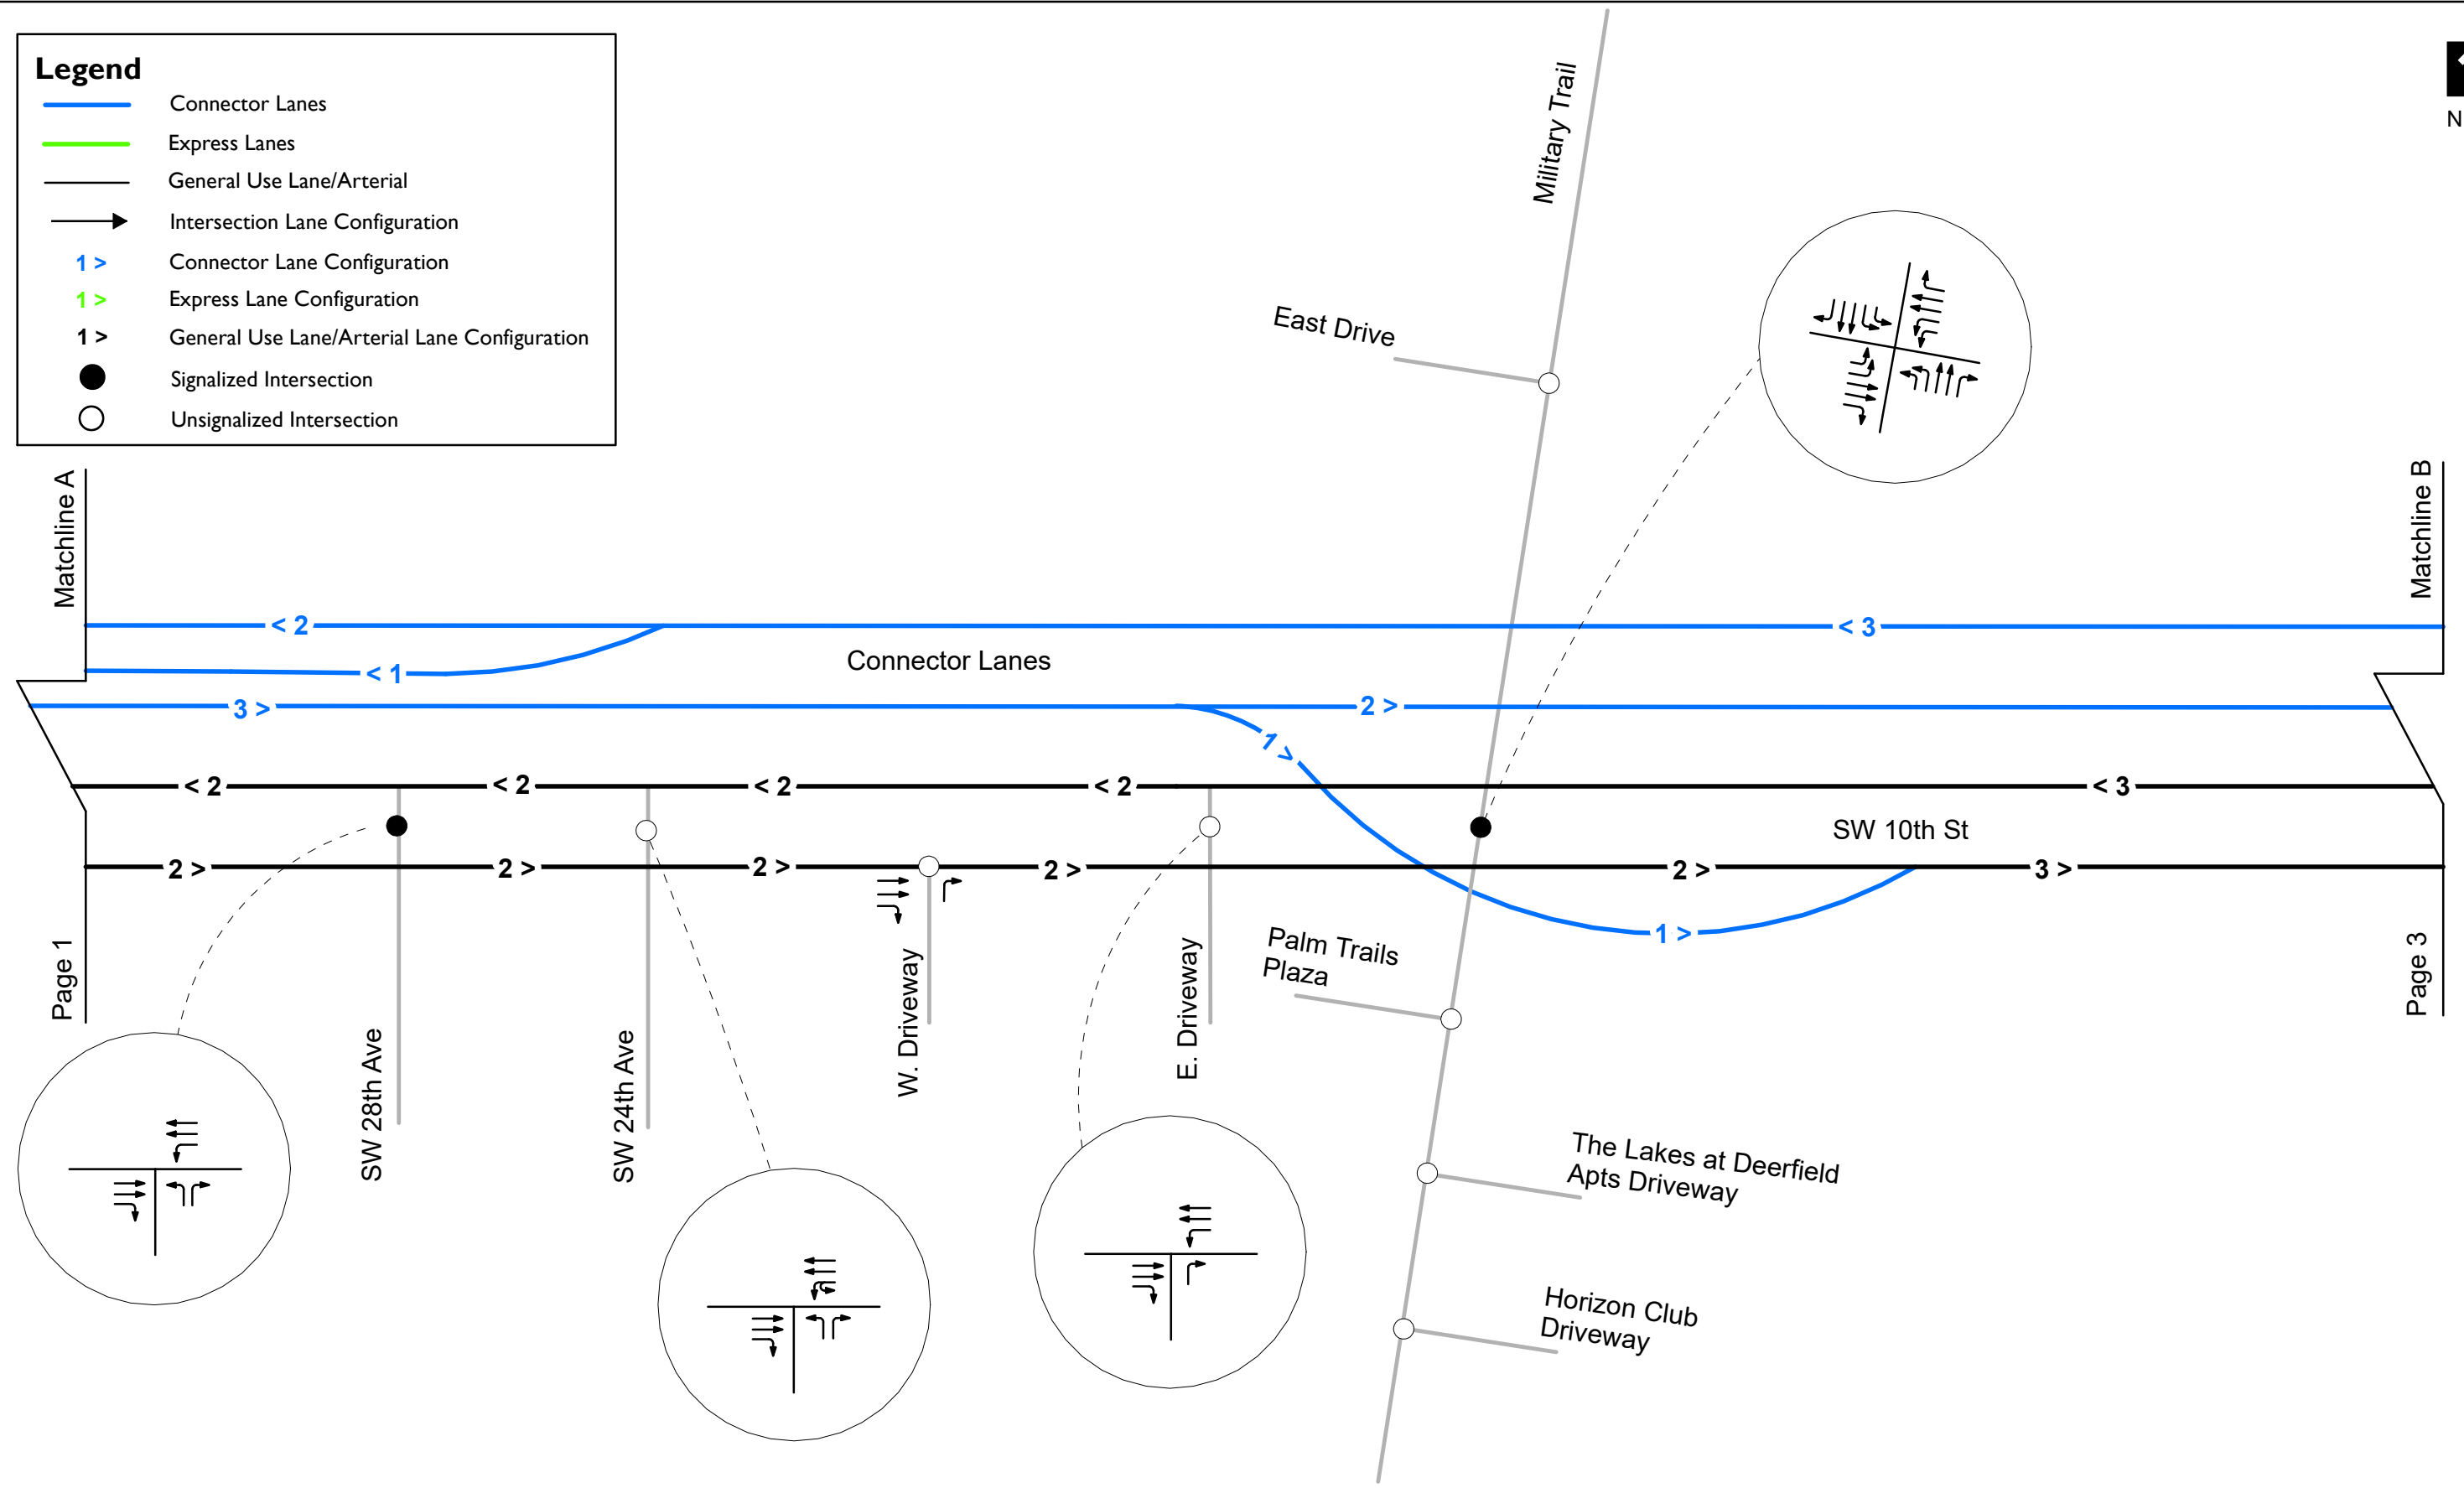 Legend
Connector Lanes
Express Lanes
General Use Lane/Arterial
Intersection Lane Configuration
1 > Connector Lane Configuration
1 > Express Lane Configuration
1 > General Use Lane/Arterial Lane Configuration
Signalized Intersection
Unsignalized Intersection
N
Military Trail
East Drive
Matchline A
Matchline B
< 2
< 3
Connector Lanes
< 1
3 >
2 >
1 >
< 2
< 2
< 2
< 2
< 3
SW 10th St
2 >
2 >
2 >
2 >
2 >
3 >
1 >
Page 1
Page 3
SW 28th Ave
SW 24th Ave
W. Driveway
E. Driveway
Palm Trails
Plaza
The Lakes at Deerfield
Apts Driveway
Horizon Club
Driveway